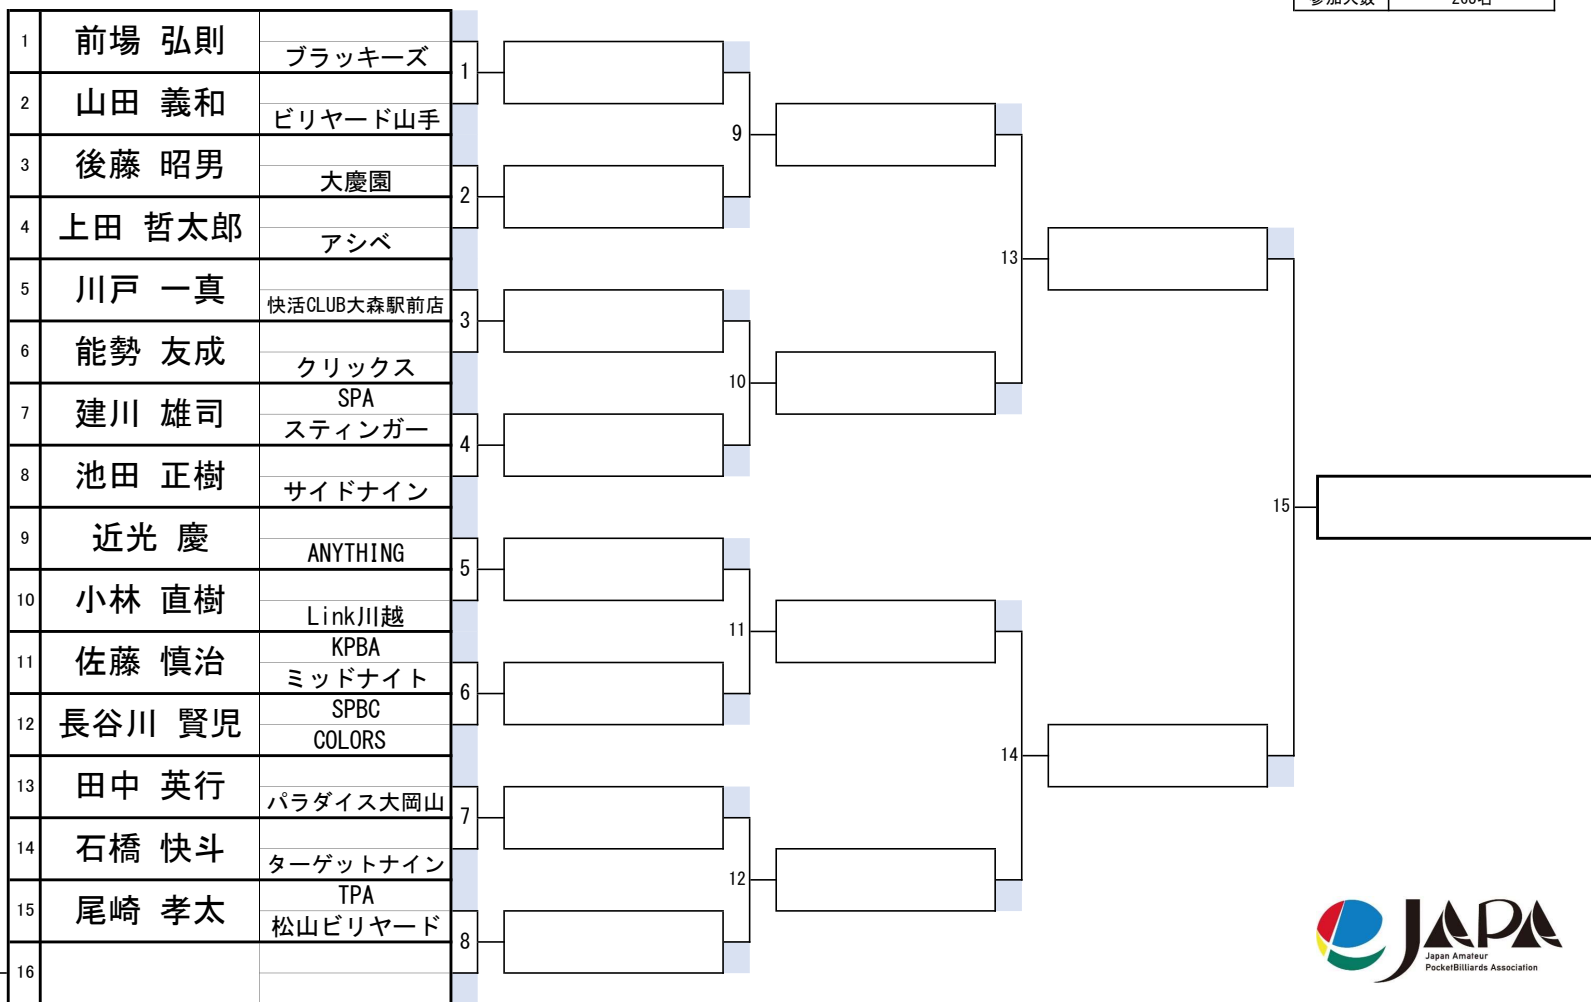 1 前場 弘則 ブラッキーズ
2 山田 義和 ビリヤード山手
3 後藤 昭男 大慶園
4 上田 哲太郎 アシベ
5 川戸 一真 快活CLUB大森駅前店
6 能勢 友成 クリックス
7 建川 雄司 SPA
スティンガー
8 池田 正樹 サイドナイン
9 近光 慶 ANYTHING
10 小林 直樹 Link川越
11 佐藤 慎治 KPBA
ミッドナイト
12 長谷川 賢児 SPBC
COLORS
13 田中 英行 パラダイス大岡山
14 石橋 快斗 ターゲットナイン
15 尾崎 孝太 TPA
松山ビリヤード
16
1
2
3
4
5
6
7
8
9
10
11
12
13
14
15
JAPA
Japan Amateur
PocketBilliards Association